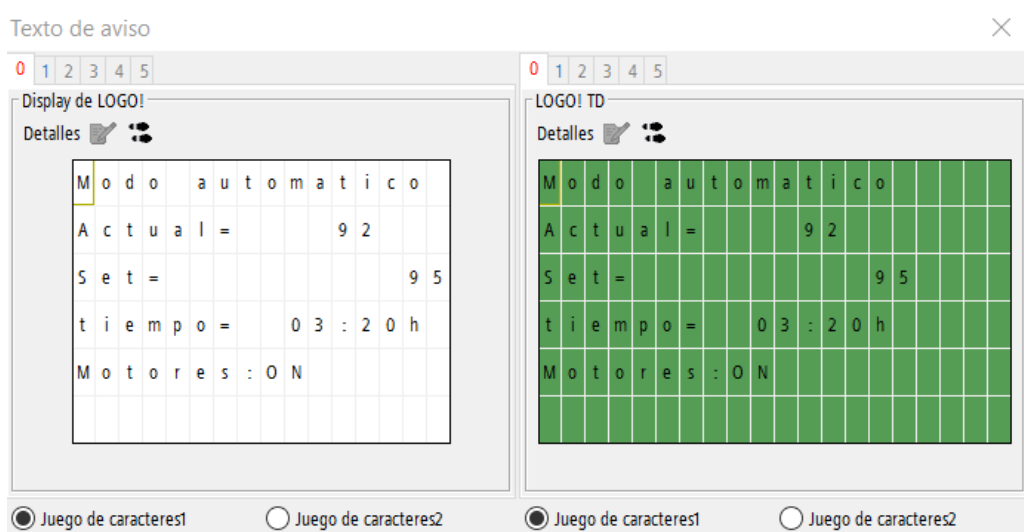 Texto de aviso
0 1 2 3 4 5
Display de LOGO!
Detalles
Modo automatico
Actual= 92
Set= 95
tiempo= 03:20h
Motores:ON
Juego de caracteres1 Juego de caracteres2
0 1 2 3 4 5
LOGO! TD
Detalles
Modo automatico
Actual= 92
Set= 95
tiempo= 03:20h
Motores:ON
Juego de caracteres1 Juego de caracteres2